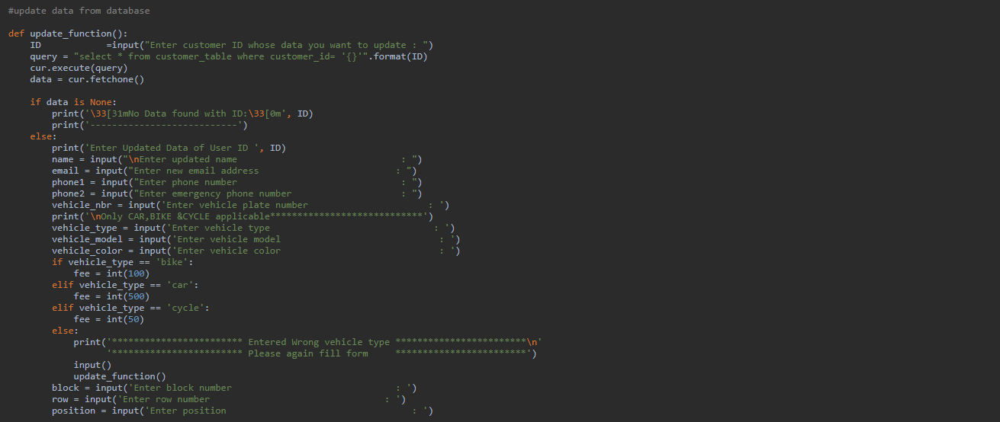 #update data from database

def update_function():
    ID            =input("Enter customer ID whose data you want to update : ")
    query = "select * from customer_table where customer_id= '{}'".format(ID)
    cur.execute(query)
    data = cur.fetchone()

    if data is None:
        print('\33[31mNo Data found with ID:\33[0m', ID)
        print('---------------------------')
    else:
        print('Enter Updated Data of User ID ', ID)
        name = input("\nEnter updated name                              : ")
        email = input("Enter new email address                         : ")
        phone1 = input("Enter phone number                              : ")
        phone2 = input("Enter emergency phone number                    : ")
        vehicle_nbr = input('Enter vehicle plate number                      : ')
        print('\nOnly CAR,BIKE &CYCLE applicable****************************')
        vehicle_type = input('Enter vehicle type                              : ')
        vehicle_model = input('Enter vehicle model                             : ')
        vehicle_color = input('Enter vehicle color                             : ')
        if vehicle_type == 'bike':
            fee = int(100)
        elif vehicle_type == 'car':
            fee = int(500)
        elif vehicle_type == 'cycle':
            fee = int(50)
        else:
            print('************************ Entered Wrong vehicle type ************************\n'
                  '************************ Please again fill form     ************************')
            input()
            update_function()
        block = input('Enter block number                              : ')
        row = input('Enter row number                                : ')
        position = input('Enter position                                  : ')